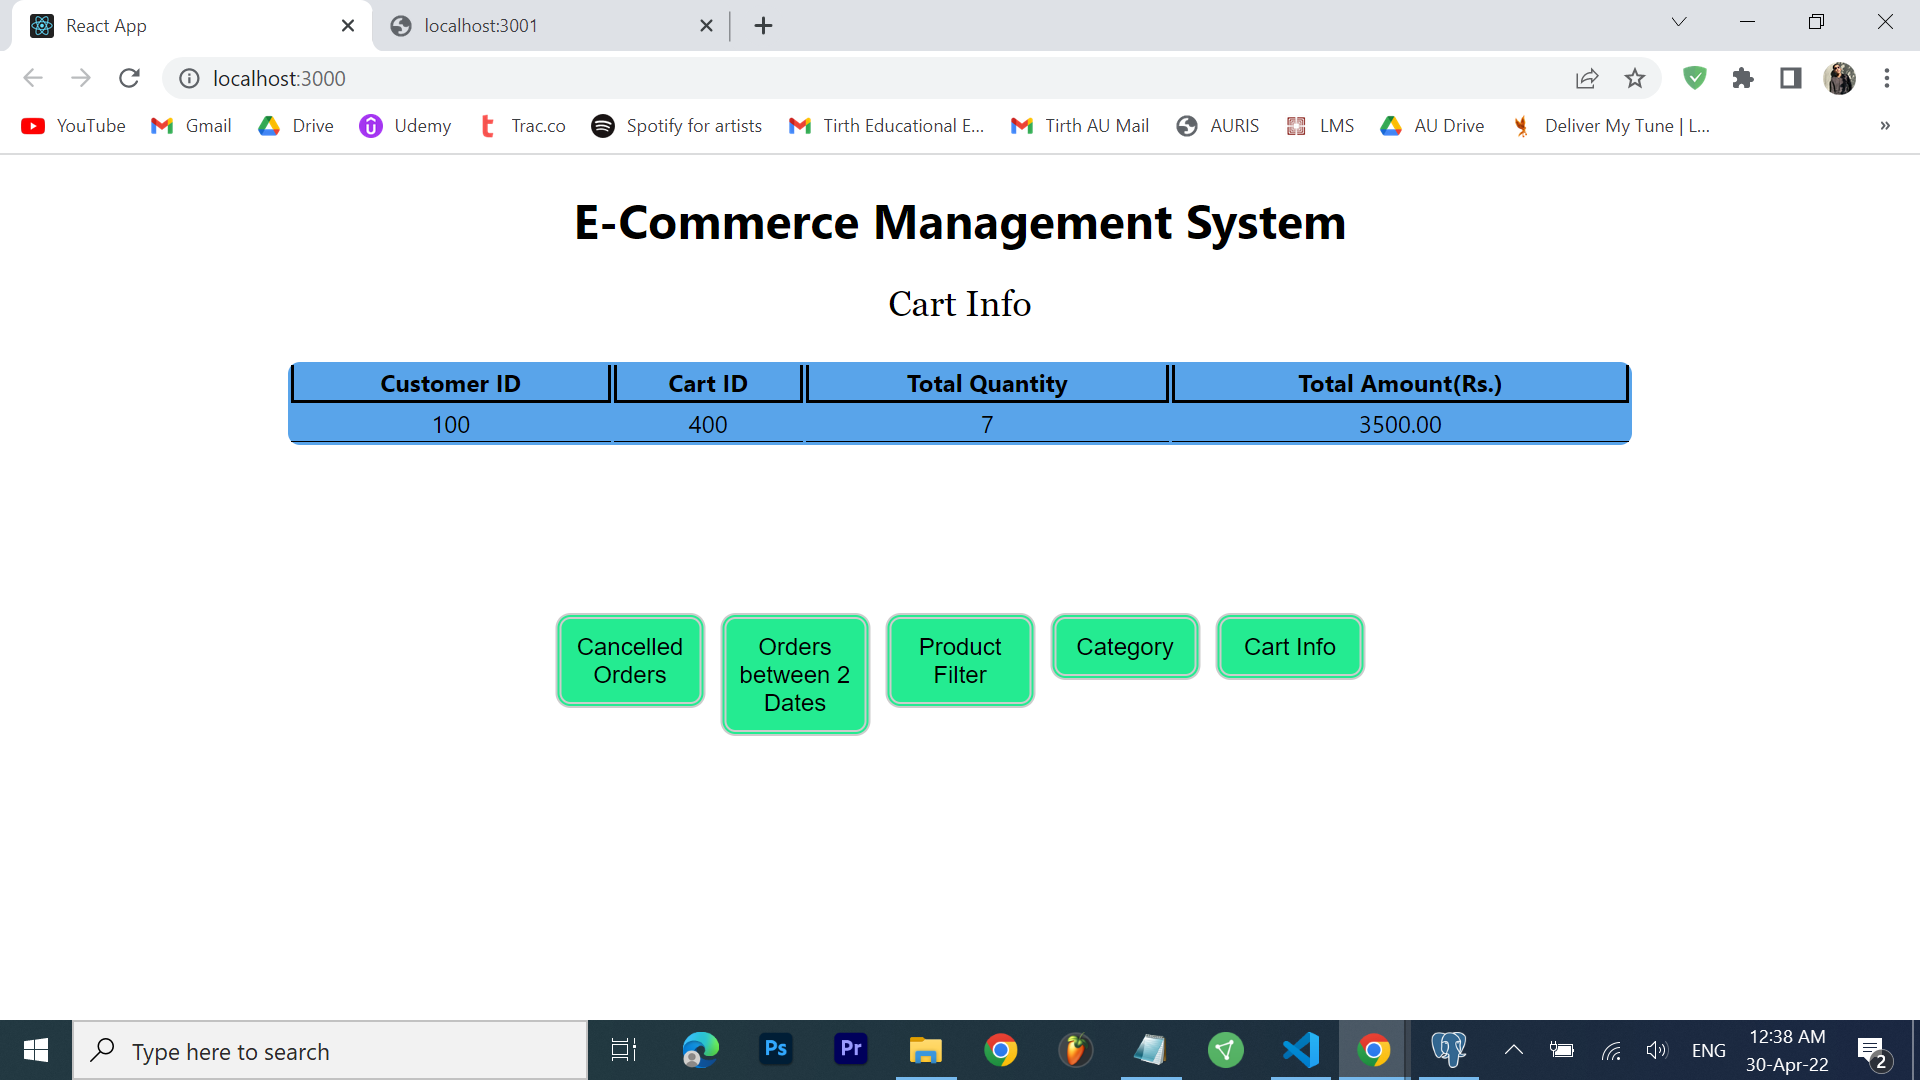 React App
localhost:3001
localhost:3000
YouTube Gmail Drive Udemy Trac.co Spotify for artists Tirth Educational E... Tirth AU Mail AURIS LMS AU Drive Deliver My Tune | L... »
E-Commerce Management System
Cart Info
Customer ID Cart ID Total Quantity Total Amount(Rs.)
100 400 7 3500.00
Cancelled
Orders
Orders
between 2
Dates
Product
Filter
Category
Cart Info
Type here to search
Ps
Pr
ENG
12:38 AM
30-Apr-22
2